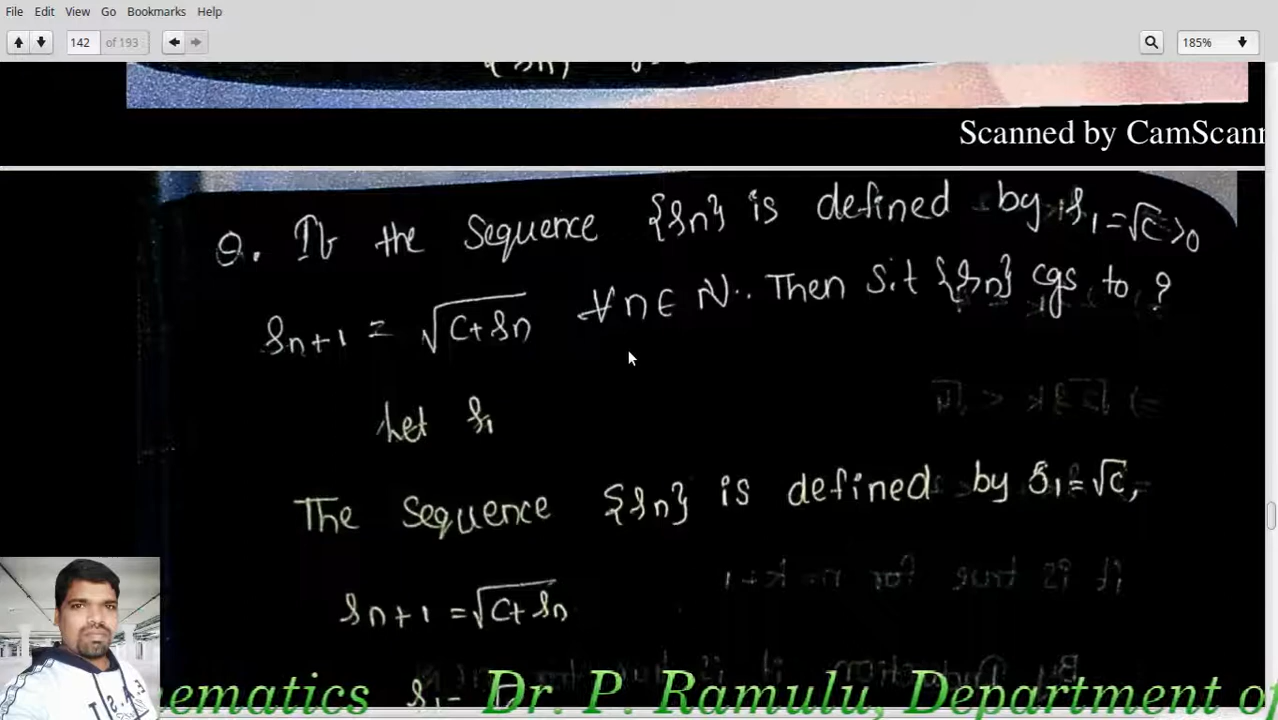 File Edit View Go Bookmarks Help
142 of 193 185%
{Sn}
Scanned by CamScann
Q. If the Sequence {Sn} is defined by S1 = √C >0
Sn+1 = √C+Sn ∀n∈N. Then S.t {Sn} cgs to ?
Let S1
The Sequence {Sn} is defined by S1 = √C,
Sn+1 = √C+Sn
S1 =
ematics Dr. P. Ramulu, Department of